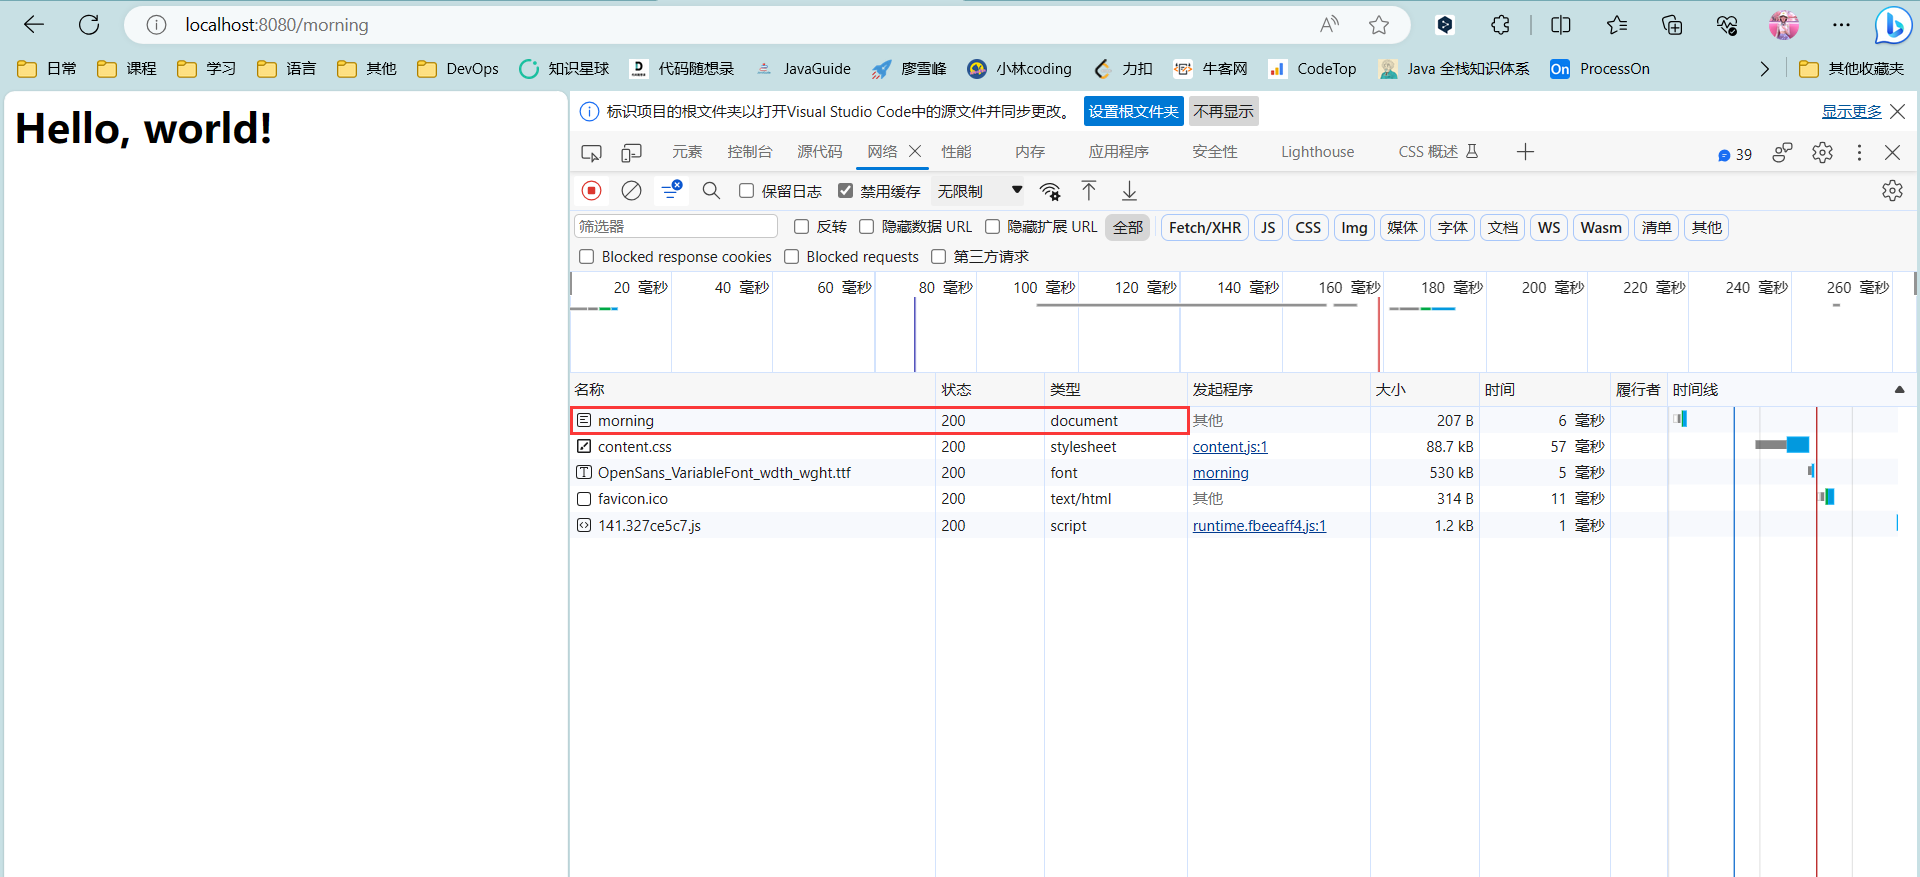 localhost:8080/morning
日常 课程 学习 语言 其他 DevOps 知识星球 代码随想录 JavaGuide 廖雪峰 小林coding 力扣 牛客网 CodeTop Java 全栈知识体系 On ProcessOn 其他收藏夹
Hello, world!
标识项目的根文件夹以打开Visual Studio Code中的源文件并同步更改。 设置根文件夹 不再显示 显示更多
元素 控制台 源代码 网络 性能 内存 应用程序 安全性 Lighthouse CSS 概述 39
保留日志 禁用缓存 无限制
筛选器 反转 隐藏数据 URL 隐藏扩展 URL 全部 Fetch/XHR JS CSS Img 媒体 字体 文档 WS Wasm 清单 其他
Blocked response cookies Blocked requests 第三方请求
20 毫秒 40 毫秒 60 毫秒 80 毫秒 100 毫秒 120 毫秒 140 毫秒 160 毫秒 180 毫秒 200 毫秒 220 毫秒 240 毫秒 260 毫秒
名称 状态 类型 发起程序 大小 时间 履行者 时间线
morning 200 document 其他 207 B 6 毫秒
content.css 200 stylesheet content.js:1 88.7 kB 57 毫秒
OpenSans_VariableFont_wdth_wght.ttf 200 font morning 530 kB 5 毫秒
favicon.ico 200 text/html 其他 314 B 11 毫秒
141.327ce5c7.js 200 script runtime.fbeeaff4.js:1 1.2 kB 1 毫秒